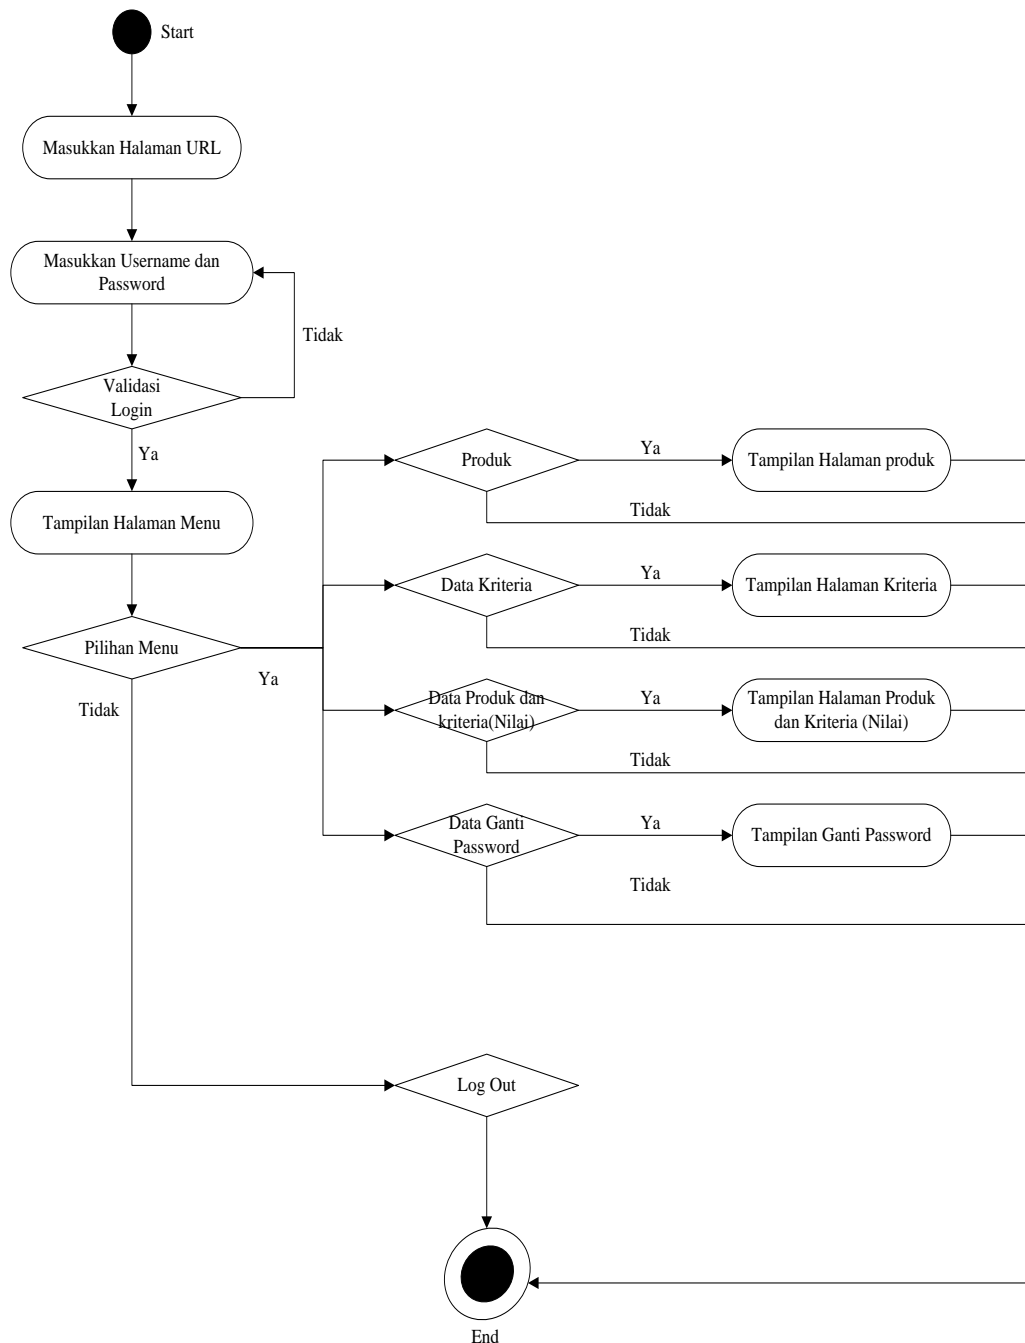 Start
Masukkan Halaman URL
Masukkan Username dan
Password
Tidak
Validasi
Login
Ya
Tampilan Halaman Menu
Pilihan Menu
Ya
Tidak
Produk
Ya
Tampilan Halaman produk
Tidak
Data Kriteria
Ya
Tampilan Halaman Kriteria
Tidak
Data Produk dan
kriteria(Nilai)
Ya
Tampilan Halaman Produk
dan Kriteria (Nilai)
Tidak
Data Ganti
Password
Ya
Tampilan Ganti Password
Tidak
Log Out
End